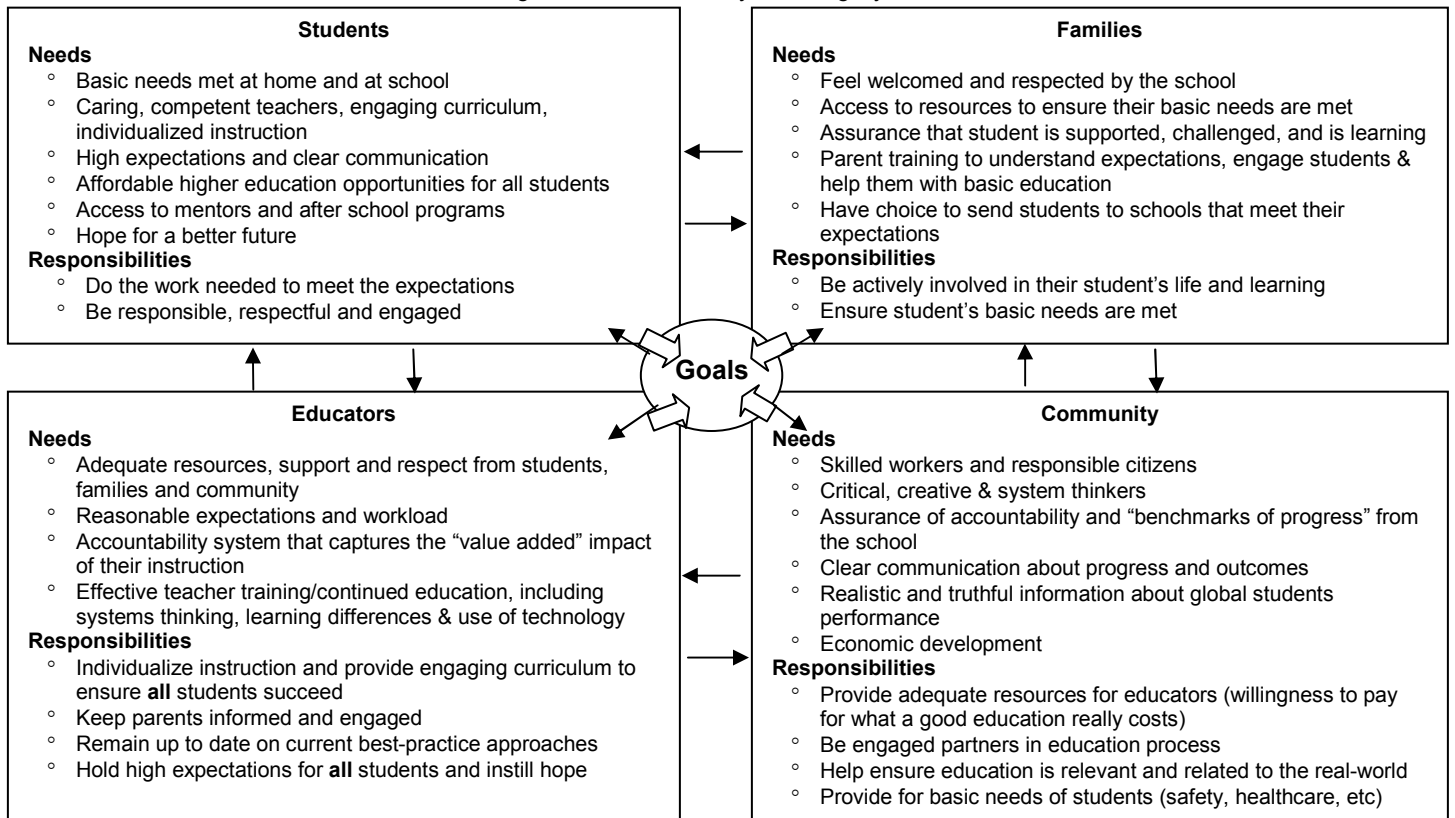 Students
Needs
° Basic needs met at home and at school
° Caring, competent teachers, engaging curriculum,
individualized instruction
° High expectations and clear communication
° Affordable higher education opportunities for all students
° Access to mentors and after school programs
° Hope for a better future
Responsibilities
° Do the work needed to meet the expectations
° Be responsible, respectful and engaged
Families
Needs
° Feel welcomed and respected by the school
° Access to resources to ensure their basic needs are met
° Assurance that student is supported, challenged, and is learning
° Parent training to understand expectations, engage students &
help them with basic education
° Have choice to send students to schools that meet their
expectations
Responsibilities
° Be actively involved in their student’s life and learning
° Ensure student’s basic needs are met
Goals
Educators
Needs
° Adequate resources, support and respect from students,
families and community
° Reasonable expectations and workload
° Accountability system that captures the “value added” impact
of their instruction
° Effective teacher training/continued education, including
systems thinking, learning differences & use of technology
Responsibilities
° Individualize instruction and provide engaging curriculum to
ensure all students succeed
° Keep parents informed and engaged
° Remain up to date on current best-practice approaches
° Hold high expectations for all students and instill hope
Community
Needs
° Skilled workers and responsible citizens
° Critical, creative & system thinkers
° Assurance of accountability and “benchmarks of progress” from
the school
° Clear communication about progress and outcomes
° Realistic and truthful information about global students
performance
° Economic development
Responsibilities
° Provide adequate resources for educators (willingness to pay
for what a good education really costs)
° Be engaged partners in education process
° Help ensure education is relevant and related to the real-world
° Provide for basic needs of students (safety, healthcare, etc)